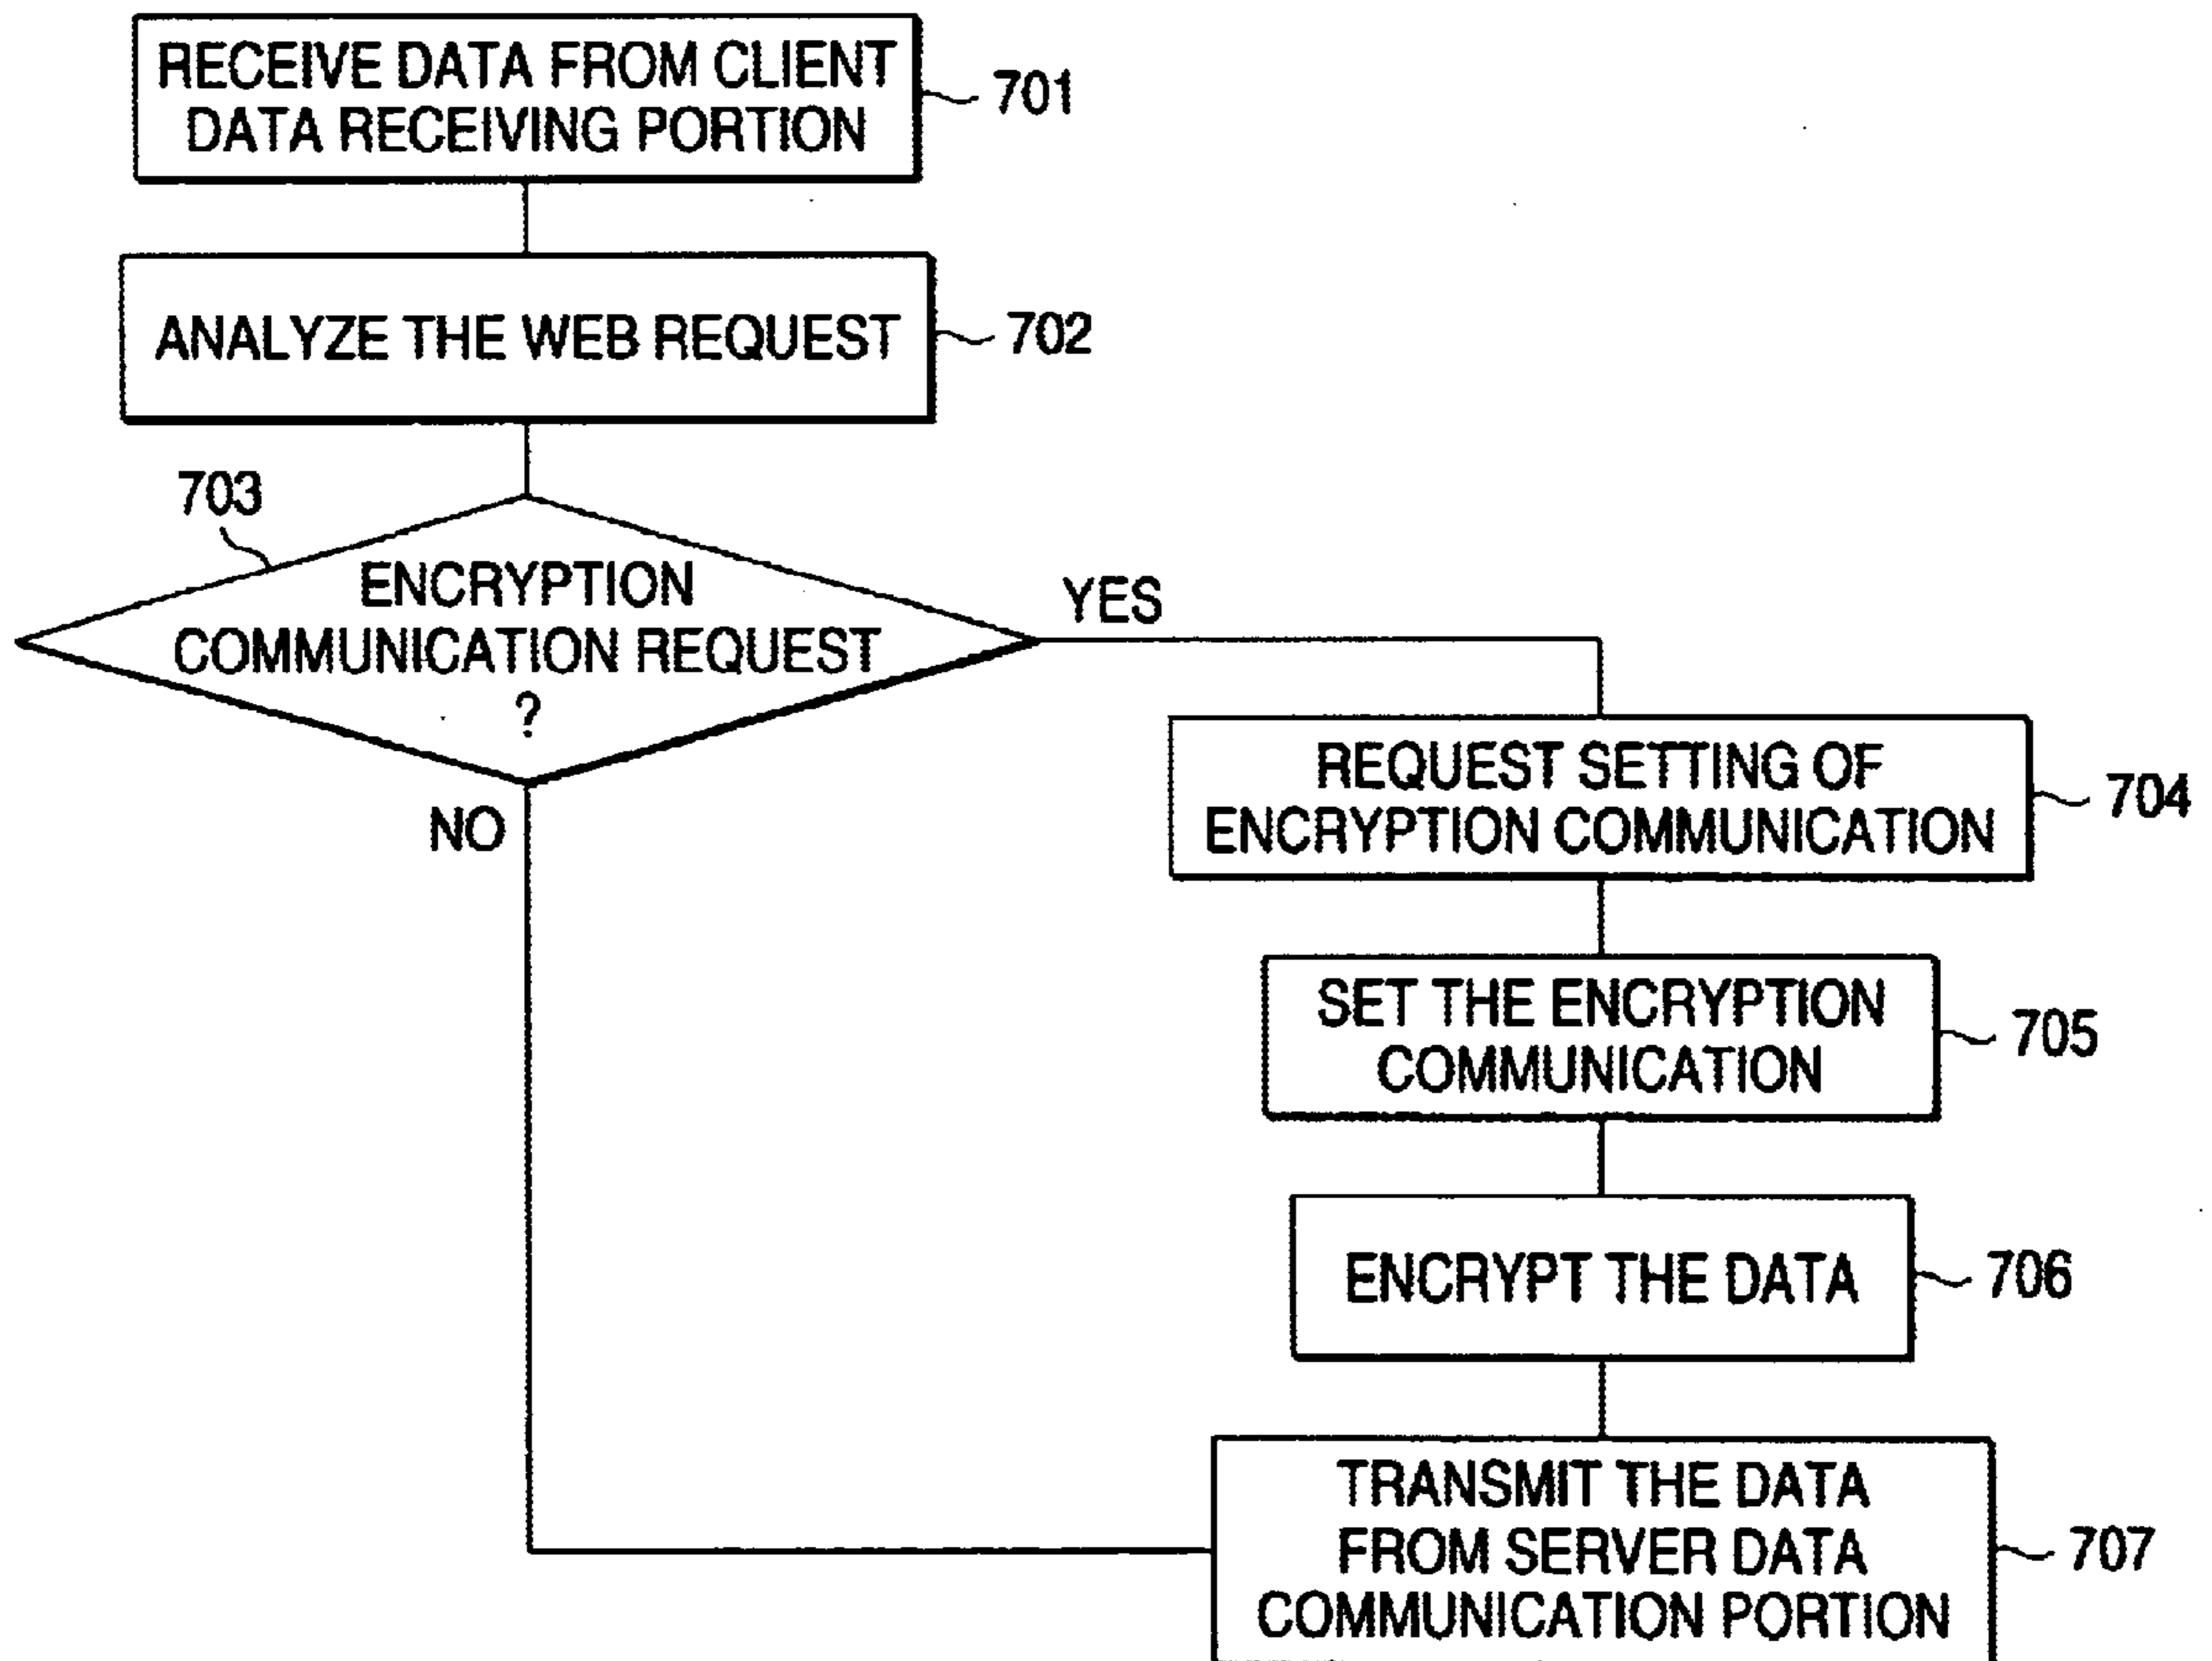 RECEIVE DATA FROM CLIENT
DATA RECEIVING PORTION
701
ANALYZE THE WEB REQUEST
702
703
ENCRYPTION
COMMUNICATION REQUEST
?
YES
NO
REQUEST SETTING OF
ENCRYPTION COMMUNICATION
704
SET THE ENCRYPTION
COMMUNICATION
705
ENCRYPT THE DATA
706
TRANSMIT THE DATA
FROM SERVER DATA
COMMUNICATION PORTION
707